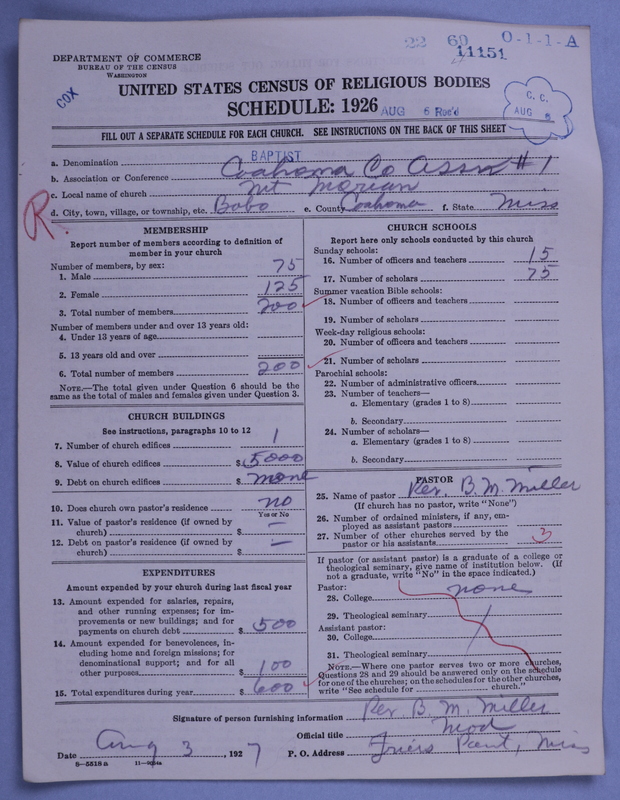 22 60 0-1-1-A
11151
DEPARTMENT OF COMMERCE
BUREAU OF THE CENSUS
WASHINGTON
COX
UNITED STATES CENSUS OF RELIGIOUS BODIES
SCHEDULE: 1926
AUG 6 Rec'd
C. C.
AUG
FILL OUT A SEPARATE SCHEDULE FOR EACH CHURCH. SEE INSTRUCTIONS ON THE BACK OF THIS SHEET
a. Denomination BAPTIST
b. Association or Conference Coahoma Co Assn #1
c. Local name of church Mt Morian
d. City, town, village, or township, etc. Bobo e. County Coahoma f. State Miss
R.
MEMBERSHIP
Report number of members according to definition of
member in your church
Number of members, by sex:
1. Male 75
2. Female 125
3. Total number of members 200
Number of members under and over 13 years old:
4. Under 13 years of age
5. 13 years old and over
6. Total number of members 200
NOTE.—The total given under Question 6 should be the
same as the total of males and females given under Question 3.
CHURCH BUILDINGS
See instructions, paragraphs 10 to 12
7. Number of church edifices 1
8. Value of church edifices $ 5000
9. Debt on church edifices $ none
10. Does church own pastor's residence no
Yes or No
11. Value of pastor's residence (if owned by
church) $ —
12. Debt on pastor's residence (if owned by
church) $ —
EXPENDITURES
Amount expended by your church during last fiscal year
13. Amount expended for salaries, repairs,
and other running expenses; for im-
provements or new buildings; and for
payments on church debt $ 500
14. Amount expended for benevolences, in-
cluding home and foreign missions; for
denominational support; and for all
other purposes $ 100
15. Total expenditures during year $ 600
CHURCH SCHOOLS
Report here only schools conducted by this church
Sunday schools:
16. Number of officers and teachers 15
17. Number of scholars 75
Summer vacation Bible schools:
18. Number of officers and teachers
19. Number of scholars
Week-day religious schools:
20. Number of officers and teachers
21. Number of scholars
Parochial schools:
22. Number of administrative officers
23. Number of teachers—
a. Elementary (grades 1 to 8)
b. Secondary
24. Number of scholars—
a. Elementary (grades 1 to 8)
b. Secondary
PASTOR
25. Name of pastor Rev. B. M. Miller
(If church has no pastor, write "None")
26. Number of ordained ministers, if any, em-
ployed as assistant pastors
27. Number of other churches served by the
pastor or his assistants 3
If pastor (or assistant pastor) is a graduate of a college or
theological seminary, give name of institution below. (If
not a graduate, write "No" in the space indicated.)
Pastor:
28. College none
29. Theological seminary
Assistant pastor:
30. College
31. Theological seminary
NOTE.—Where one pastor serves two or more churches,
Questions 28 and 29 should be answered only on the schedule
for one of the churches; on the schedules for the other churches,
write "See schedule for church."
Signature of person furnishing information Rev. B. M. Miller
Official title Mod
Date Aug 3, 1927 P. O. Address Friars Point, Miss
8—5518 a